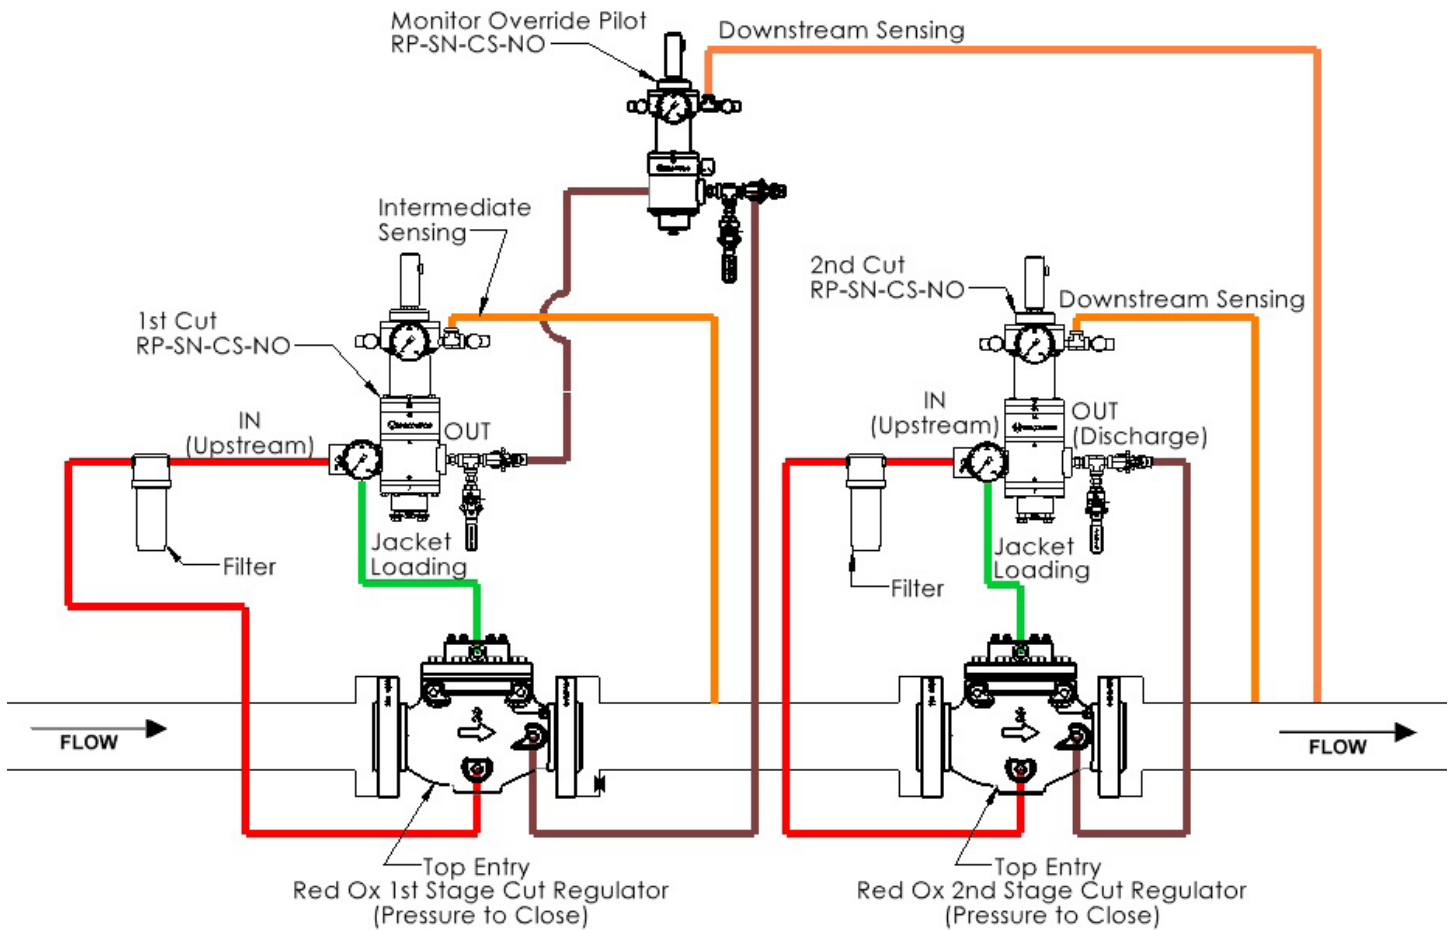 Monitor Override Pilot
RP-SN-CS-NO
Downstream Sensing
Intermediate
Sensing
2nd Cut
RP-SN-CS-NO
Downstream Sensing
1st Cut
RP-SN-CS-NO
IN
(Upstream)
OUT
IN
(Upstream)
OUT
(Discharge)
Filter
Jacket
Loading
Jacket
Loading
Filter
FLOW
FLOW
Top Entry
Red Ox 1st Stage Cut Regulator
(Pressure to Close)
Top Entry
Red Ox 2nd Stage Cut Regulator
(Pressure to Close)